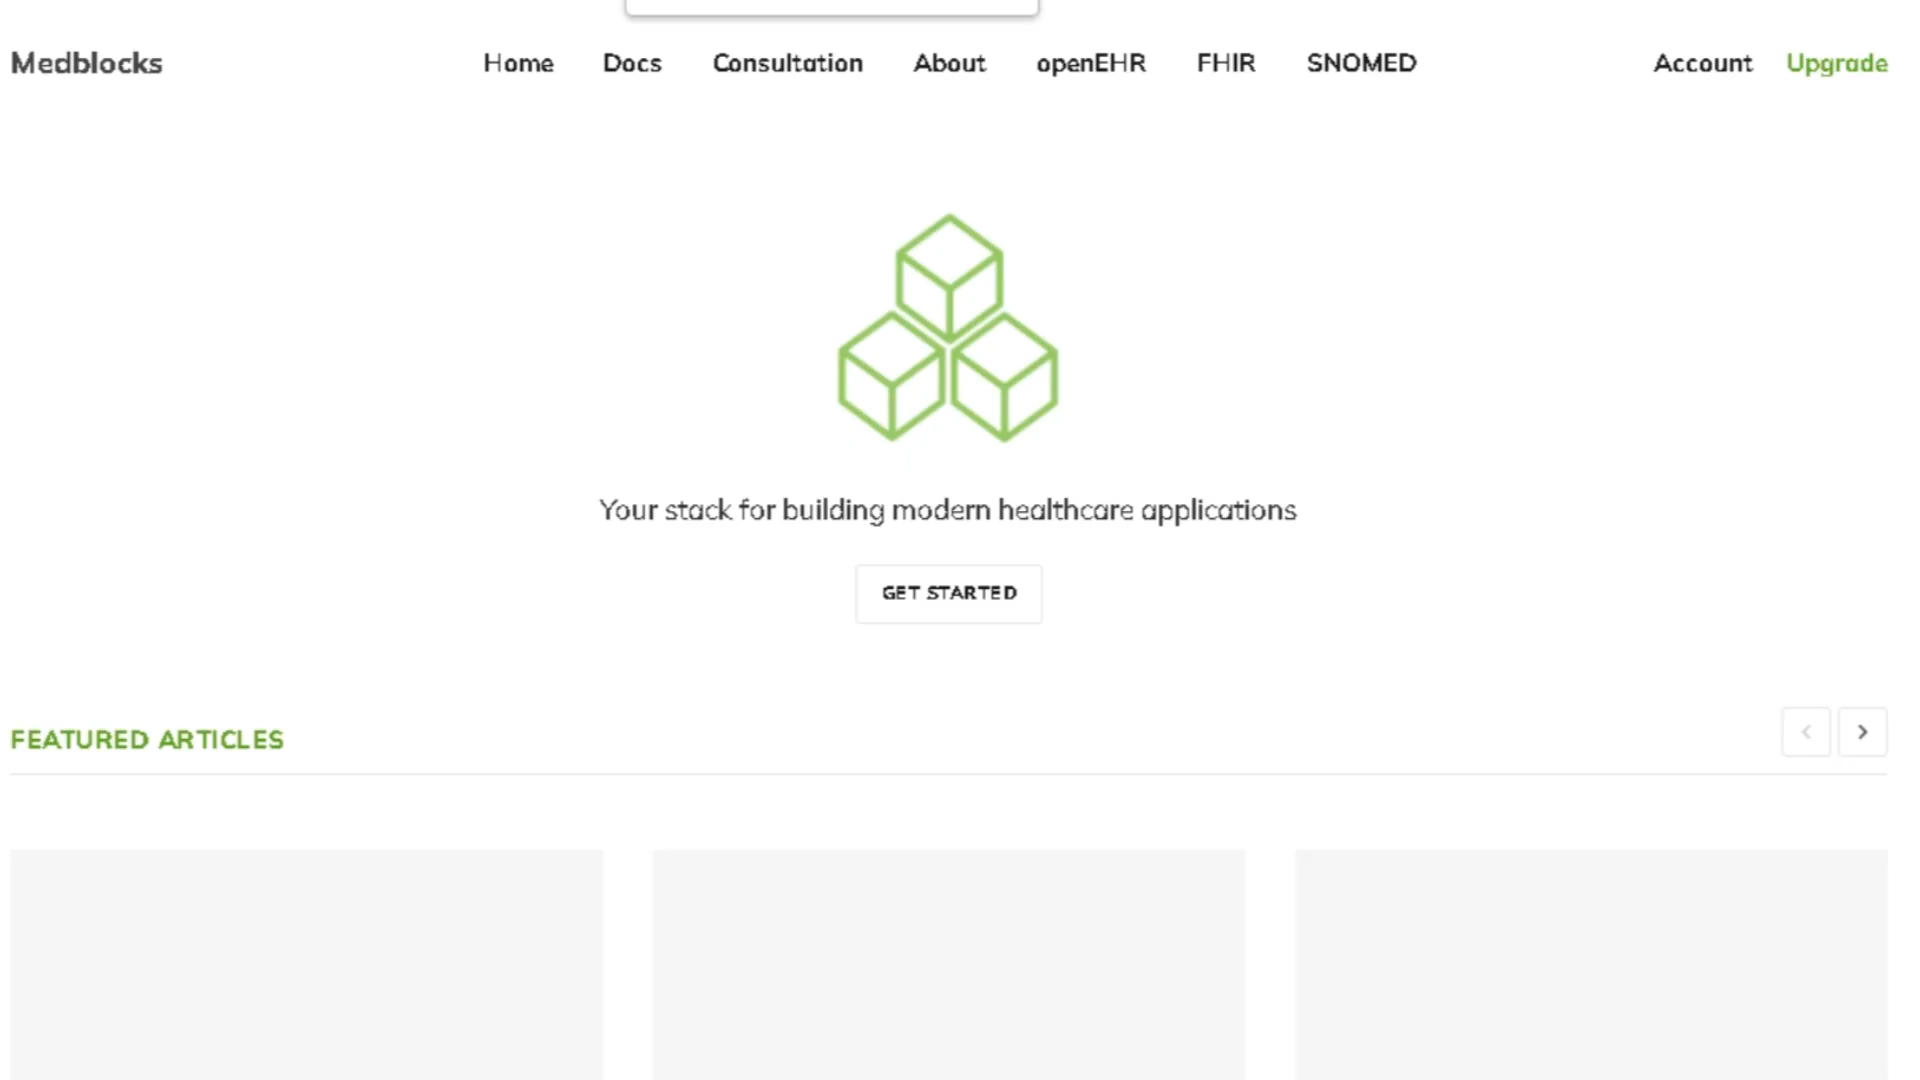 Medblocks Home Docs Consultation About openEHR FHIR SNOMED Account Upgrade
Your stack for building modern healthcare applications
GET STARTED
FEATURED ARTICLES